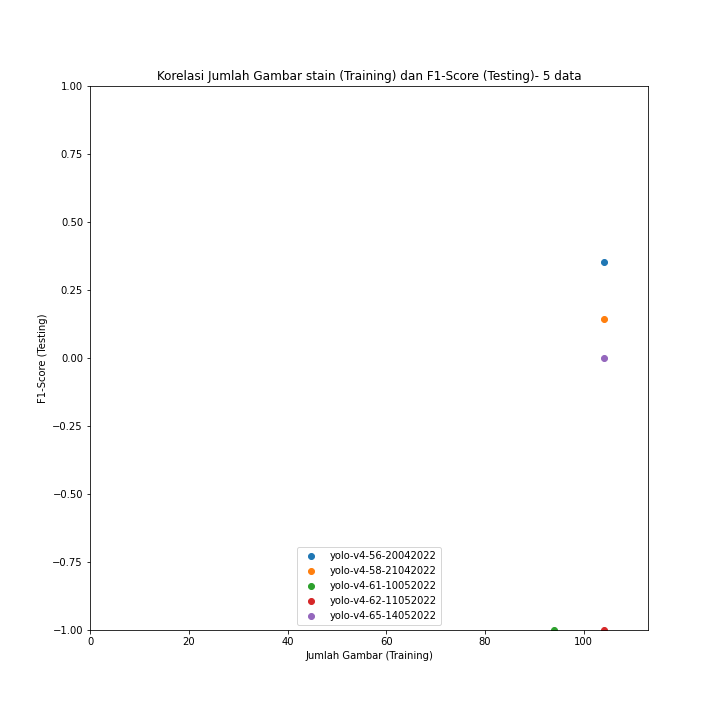 Korelasi Jumlah Gambar stain (Training) dan F1-Score (Testing)- 5 data
1.00
0.75
0.50
0.25
0.00
−0.25
−0.50
−0.75
−1.00
F1-Score (Testing)
yolo-v4-56-20042022
yolo-v4-58-21042022
yolo-v4-61-10052022
yolo-v4-62-11052022
yolo-v4-65-14052022
0 20 40 60 80 100
Jumlah Gambar (Training)